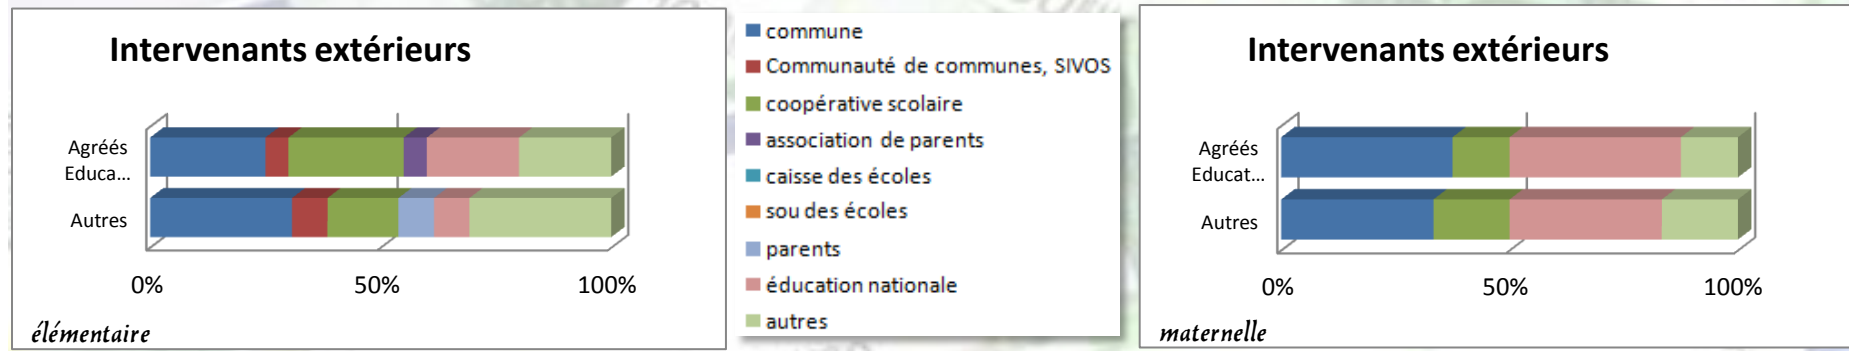 Intervenants extérieurs
Agréés
Educa...
Autres
0% 50% 100%
élémentaire
commune
Communauté de communes, SIVOS
coopérative scolaire
association de parents
caisse des écoles
sou des écoles
parents
éducation nationale
autres
Intervenants extérieurs
Agréés
Educat...
Autres
0% 50% 100%
maternelle